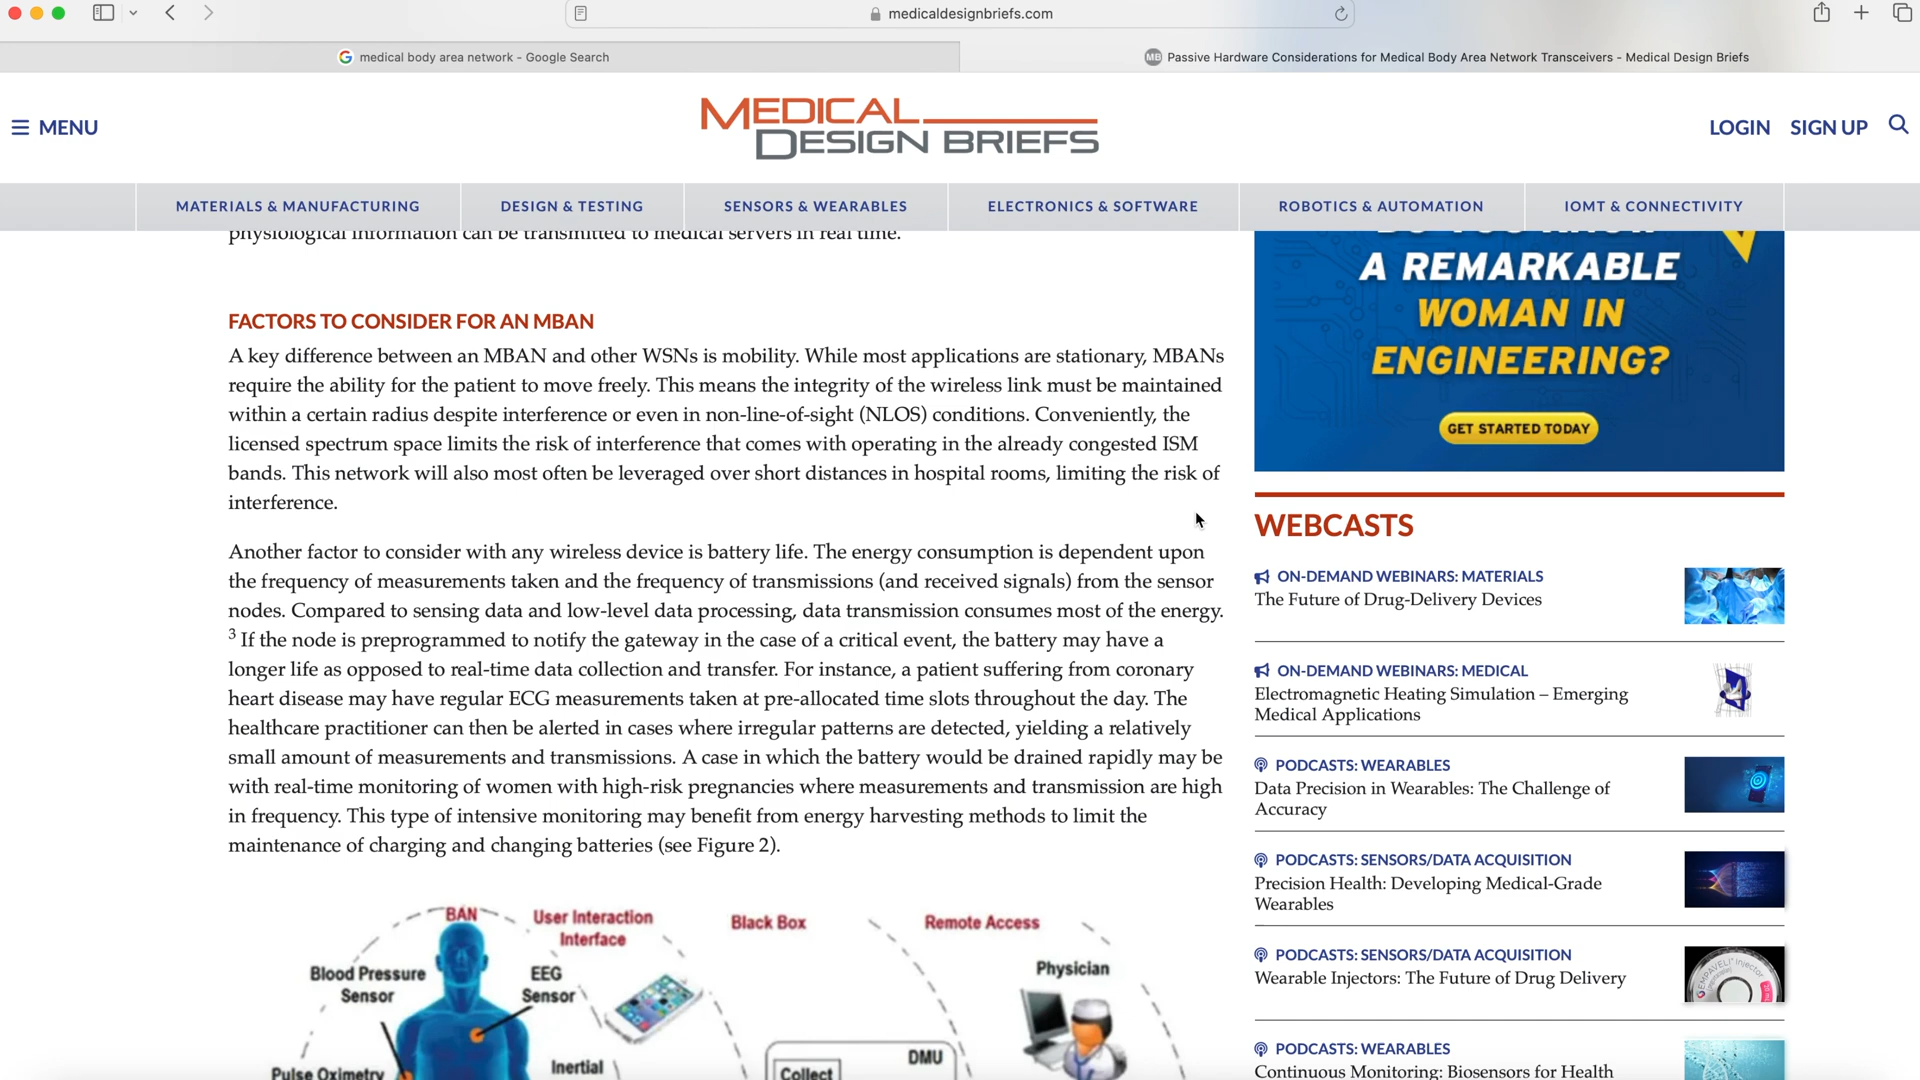 medicaldesignbriefs.com
medical body area network - Google Search
MB Passive Hardware Considerations for Medical Body Area Network Transceivers - Medical Design Briefs
MENU
MEDICAL
DESIGN BRIEFS
LOGIN SIGN UP
MATERIALS & MANUFACTURING
DESIGN & TESTING
SENSORS & WEARABLES
ELECTRONICS & SOFTWARE
ROBOTICS & AUTOMATION
IOMT & CONNECTIVITY
physiological information can be transmitted to medical servers in real time.
FACTORS TO CONSIDER FOR AN MBAN
A key difference between an MBAN and other WSNs is mobility. While most applications are stationary, MBANs
require the ability for the patient to move freely. This means the integrity of the wireless link must be maintained
within a certain radius despite interference or even in non-line-of-sight (NLOS) conditions. Conveniently, the
licensed spectrum space limits the risk of interference that comes with operating in the already congested ISM
bands. This network will also most often be leveraged over short distances in hospital rooms, limiting the risk of
interference.
Another factor to consider with any wireless device is battery life. The energy consumption is dependent upon
the frequency of measurements taken and the frequency of transmissions (and received signals) from the sensor
nodes. Compared to sensing data and low-level data processing, data transmission consumes most of the energy.
3 If the node is preprogrammed to notify the gateway in the case of a critical event, the battery may have a
longer life as opposed to real-time data collection and transfer. For instance, a patient suffering from coronary
heart disease may have regular ECG measurements taken at pre-allocated time slots throughout the day. The
healthcare practitioner can then be alerted in cases where irregular patterns are detected, yielding a relatively
small amount of measurements and transmissions. A case in which the battery would be drained rapidly may be
with real-time monitoring of women with high-risk pregnancies where measurements and transmission are high
in frequency. This type of intensive monitoring may benefit from energy harvesting methods to limit the
maintenance of charging and changing batteries (see Figure 2).
BAN
User Interaction
Interface
Black Box
Remote Access
Blood Pressure
Sensor
EEG
Sensor
Physician
Pulse Oximetry
Inertial
Collect
DMU
A REMARKABLE
WOMAN IN
ENGINEERING?
GET STARTED TODAY
WEBCASTS
ON-DEMAND WEBINARS: MATERIALS
The Future of Drug-Delivery Devices
ON-DEMAND WEBINARS: MEDICAL
Electromagnetic Heating Simulation – Emerging
Medical Applications
PODCASTS: WEARABLES
Data Precision in Wearables: The Challenge of
Accuracy
PODCASTS: SENSORS/DATA ACQUISITION
Precision Health: Developing Medical-Grade
Wearables
PODCASTS: SENSORS/DATA ACQUISITION
Wearable Injectors: The Future of Drug Delivery
EMPAVELI Injector
PODCASTS: WEARABLES
Continuous Monitoring: Biosensors for Health